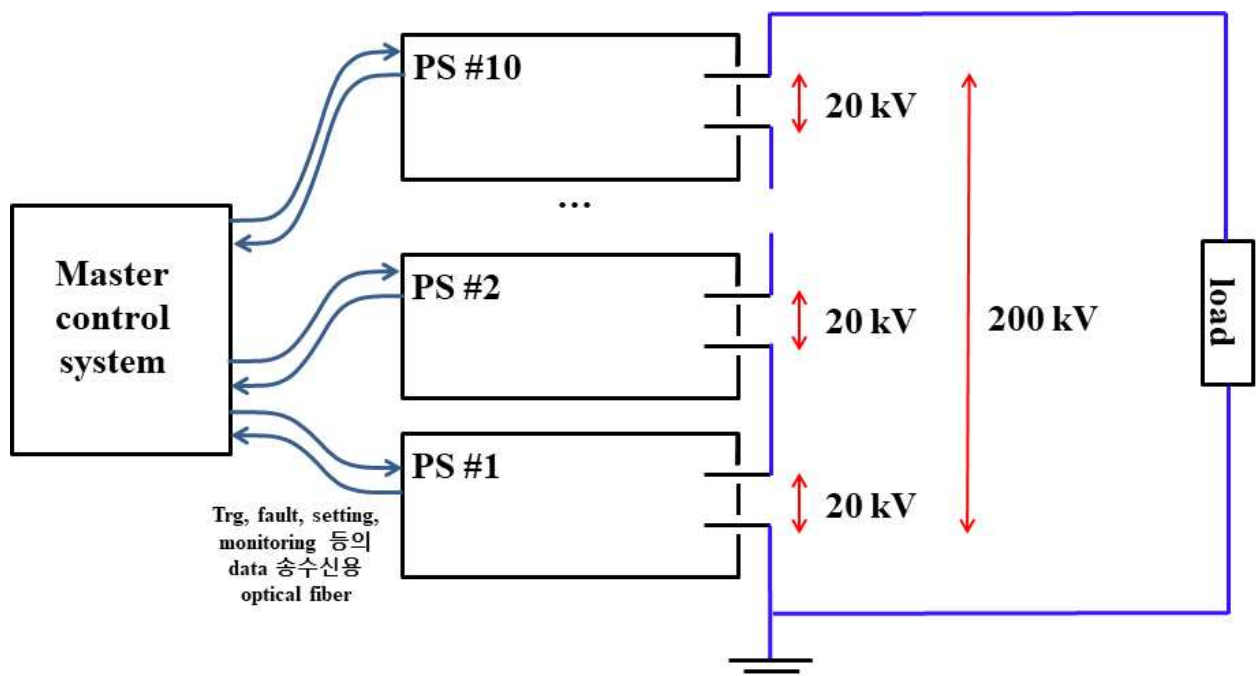 PS #10
20 kV
...
Master
control
system
PS #2
20 kV
200 kV
load
PS #1
20 kV
Trg, fault, setting,
monitoring 등의
data 송수신용
optical fiber